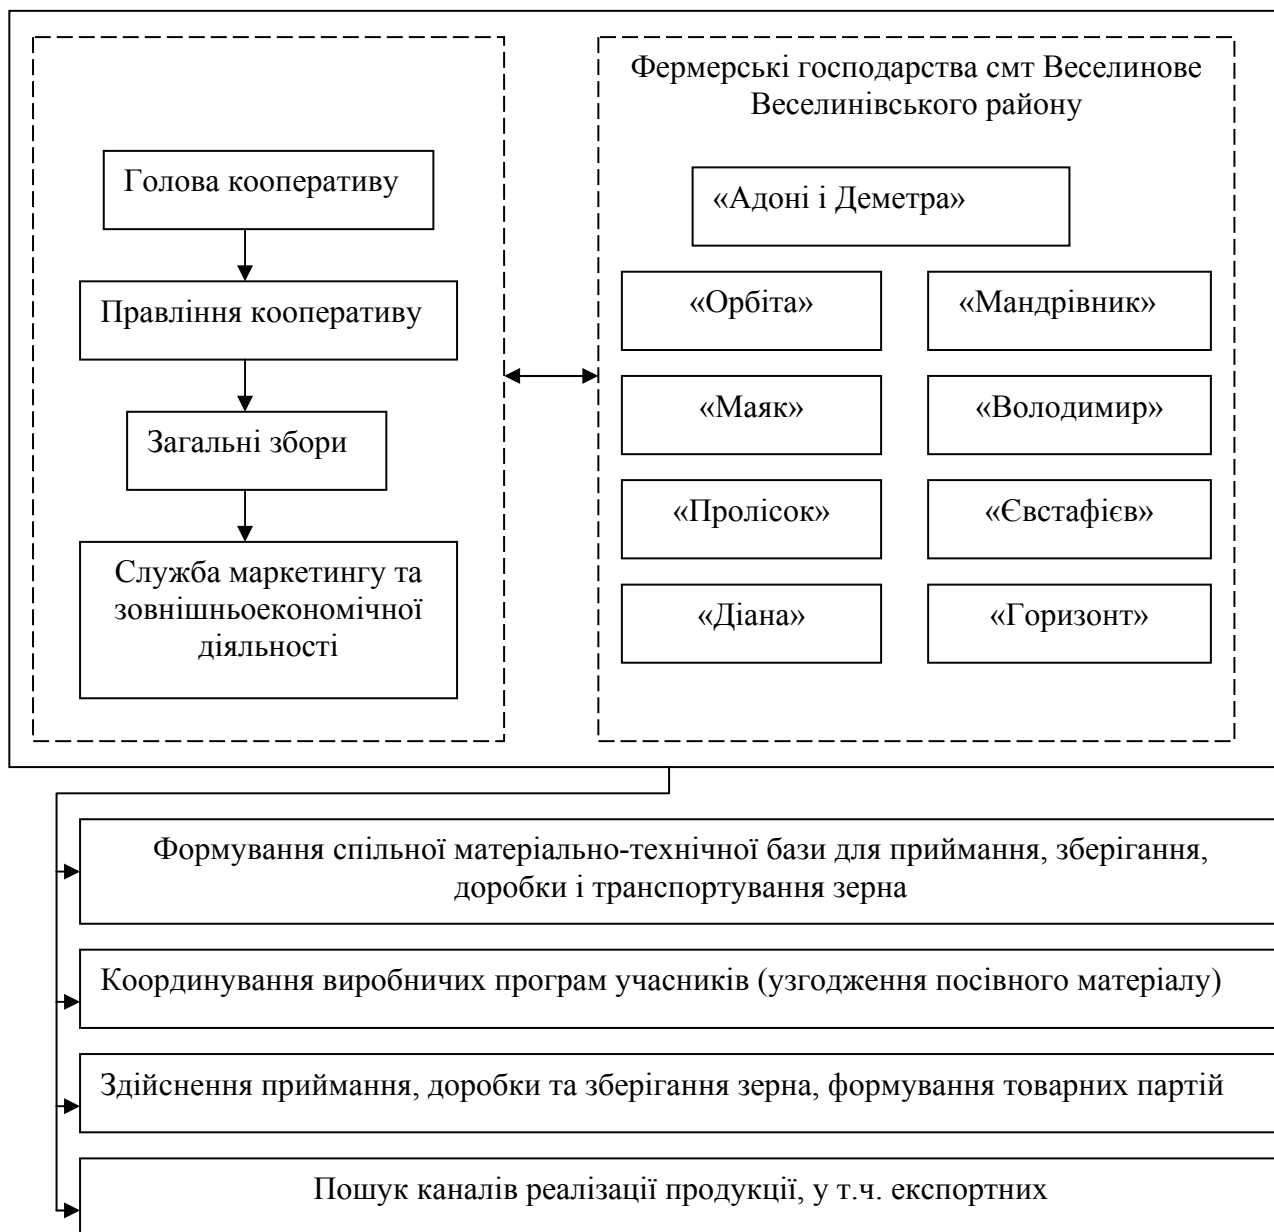 Голова кооперативу
Правління кооперативу
Загальні збори
Служба маркетингу та
зовнішньоекономічної
діяльності
Фермерські господарства смт Веселинове
Веселинівського району
«Адоні і Деметра»
«Орбіта»
«Мандрівник»
«Маяк»
«Володимир»
«Пролісок»
«Євстафієв»
«Діана»
«Горизонт»
Формування спільної матеріально-технічної бази для приймання, зберігання,
доробки і транспортування зерна
Координування виробничих програм учасників (узгодження посівного матеріалу)
Здійснення приймання, доробки та зберігання зерна, формування товарних партій
Пошук каналів реалізації продукції, у т.ч. експортних